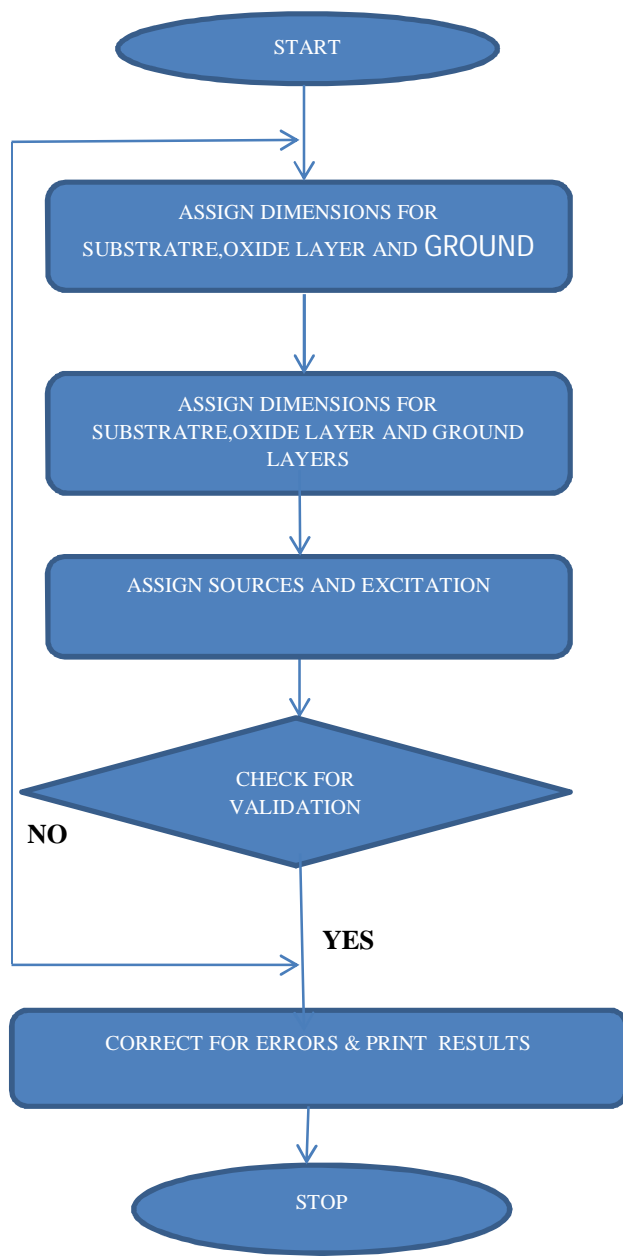 START
ASSIGN DIMENSIONS FOR
SUBSTRATRE,OXIDE LAYER AND GROUND
ASSIGN DIMENSIONS FOR
SUBSTRATRE,OXIDE LAYER AND GROUND
LAYERS
ASSIGN SOURCES AND EXCITATION
CHECK FOR
VALIDATION
NO
YES
CORRECT FOR ERRORS & PRINT RESULTS
STOP